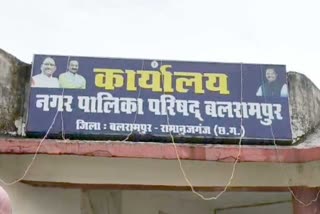 कार्यालय
नगर पालिका परिषद् बलरामपुर
जिला : बलरामपुर - रामानुजगंज (छ.ग.)